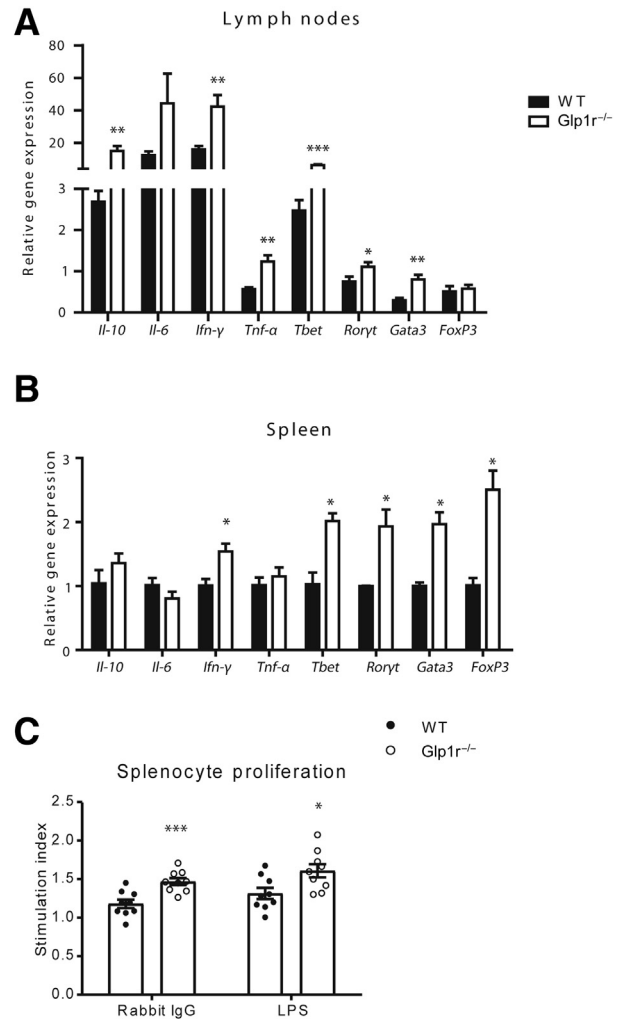 A
Lymph nodes
Relative gene expression
80
60
40
20
3
2
1
0
** ** ** *** * **
WT
Glp1r−/−
Il-10 Il-6 Ifn-γ Tnf-α Tbet Rorγt Gata3 FoxP3
B
Spleen
Relative gene expression
3
2
1
0
* * * * *
Il-10 Il-6 Ifn-γ Tnf-α Tbet Rorγt Gata3 FoxP3
C
WT
Glp1r−/−
Splenocyte proliferation
Stimulation index
2.5
2.0
1.5
1.0
0.5
0.0
*** *
Rabbit IgG LPS